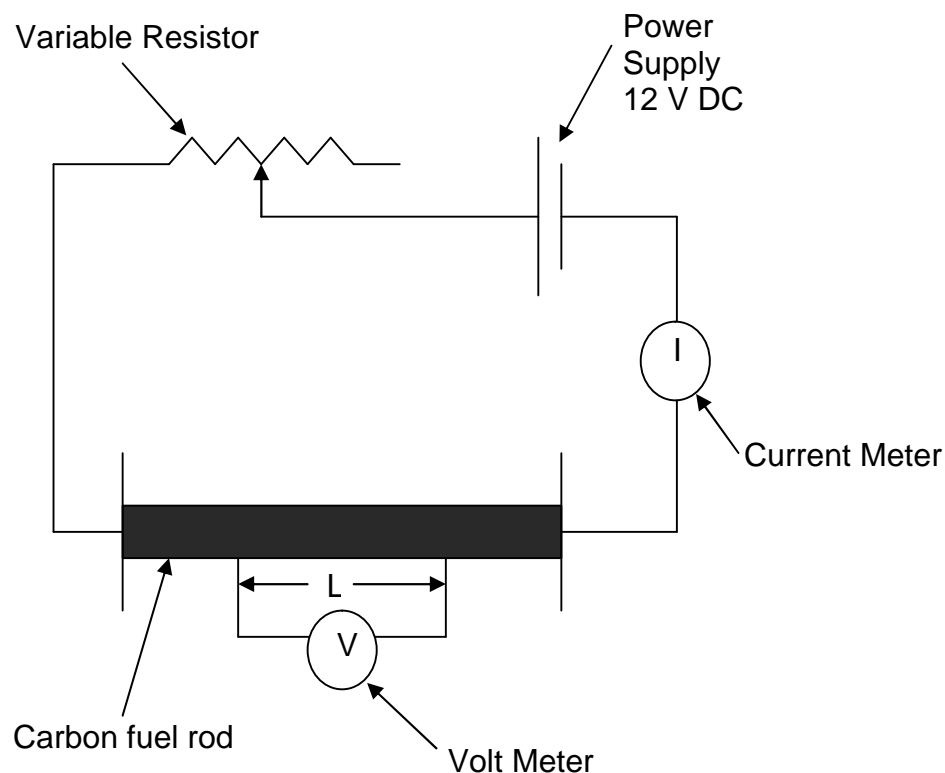 Variable Resistor
Power
Supply
12 V DC
I
Current Meter
L
V
Carbon fuel rod
Volt Meter